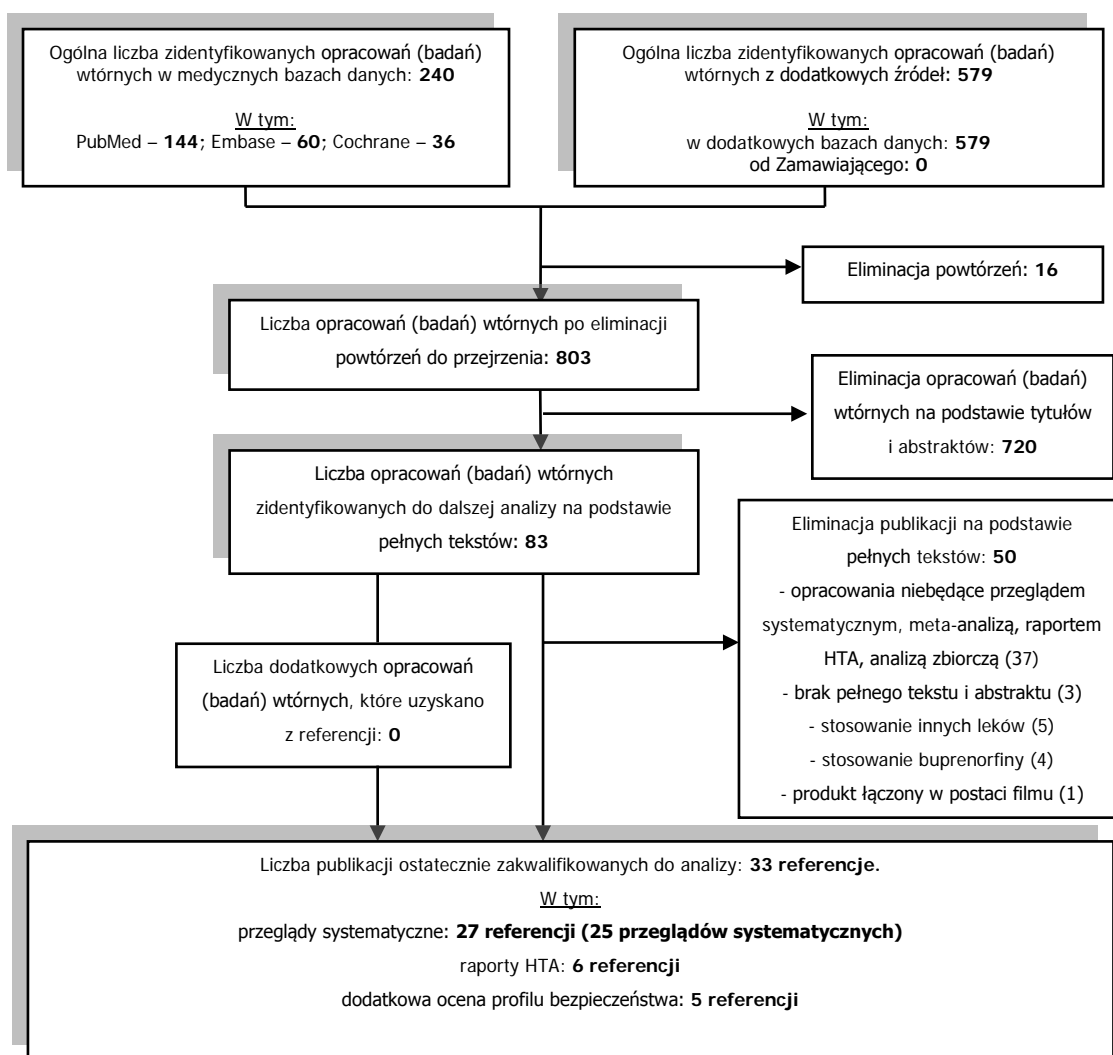 Ogólna liczba zidentyfikowanych opracowań (badań)
wtórnych w medycznych bazach danych: 240
W tym:
PubMed – 144; Embase – 60; Cochrane – 36
Ogólna liczba zidentyfikowanych opracowań (badań)
wtórnych z dodatkowych źródeł: 579
W tym:
w dodatkowych bazach danych: 579
od Zamawiającego: 0
Eliminacja powtórzeń: 16
Liczba opracowań (badań) wtórnych po eliminacji
powtórzeń do przejrzenia: 803
Eliminacja opracowań (badań)
wtórnych na podstawie tytułów
i abstraktów: 720
Liczba opracowań (badań) wtórnych
zidentyfikowanych do dalszej analizy na podstawie
pełnych tekstów: 83
Eliminacja publikacji na podstawie
pełnych tekstów: 50
- opracowania niebędące przeglądem
systematycznym, meta-analizą, raportem
HTA, analizą zbiorczą (37)
- brak pełnego tekstu i abstraktu (3)
- stosowanie innych leków (5)
- stosowanie buprenorfiny (4)
- produkt łączony w postaci filmu (1)
Liczba dodatkowych opracowań
(badań) wtórnych, które uzyskano
z referencji: 0
Liczba publikacji ostatecznie zakwalifikowanych do analizy: 33 referencje.
W tym:
przeglądy systematyczne: 27 referencji (25 przeglądów systematycznych)
raporty HTA: 6 referencji
dodatkowa ocena profilu bezpieczeństwa: 5 referencji